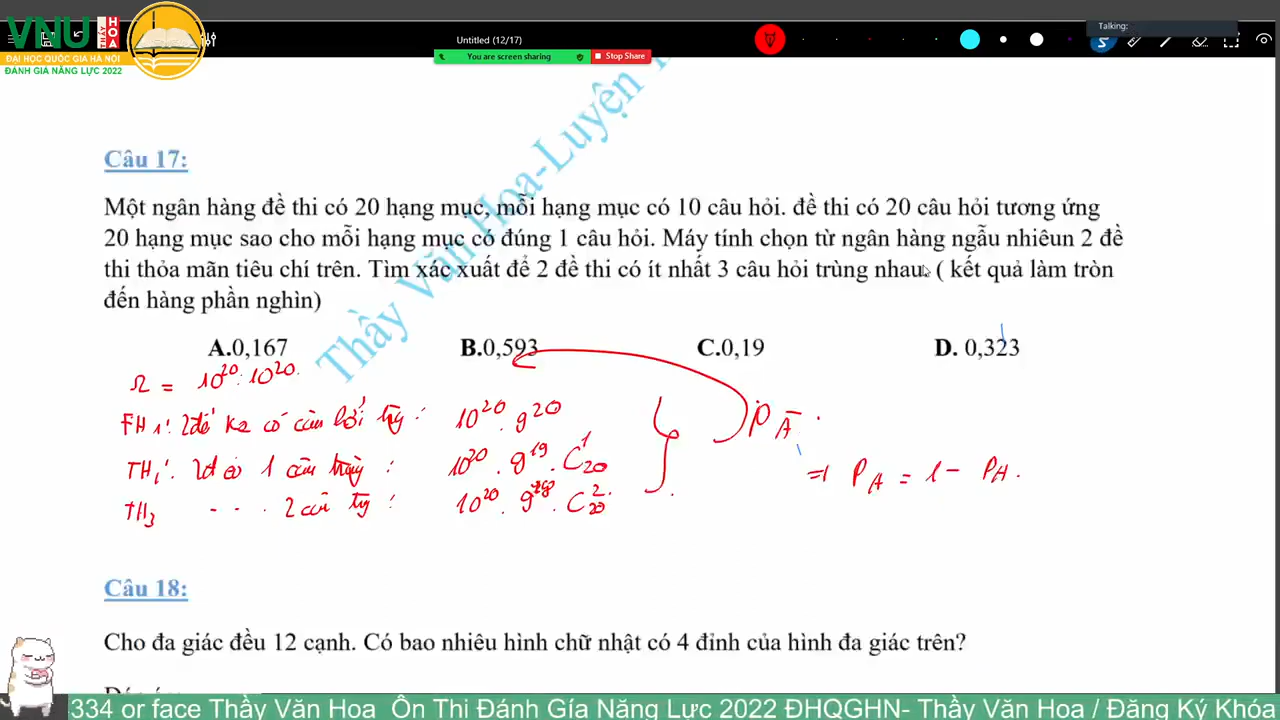 VNU HOA
ĐẠI HỌC QUỐC GIA HÀ NỘI
ĐÁNH GIÁ NĂNG LỰC 2022
Untitled (12/17)
Talking:
You are screen sharing
Stop Share
Thầy Văn Hoa-Luyện
Câu 17:
Một ngân hàng đề thi có 20 hạng mục, mỗi hạng mục có 10 câu hỏi. đề thi có 20 câu hỏi tương ứng
20 hạng mục sao cho mỗi hạng mục có đúng 1 câu hỏi. Máy tính chọn từ ngân hàng ngẫu nhiêun 2 đề
thi thỏa mãn tiêu chí trên. Tìm xác xuất để 2 đề thi có ít nhất 3 câu hỏi trùng nhau. ( kết quả làm tròn
đến hàng phần nghìn)
A.0,167 B.0,593 C.0,19 D. 0,323
Ω = 10²⁰. 10²⁰.
TH1: 2 đề có câu : 10²⁰ . 9²⁰
TH: 1 câu trùng : 10²⁰ . 9¹⁹ . C¹₂₀
TH3 .... 2 câu : 10²⁰ . 9¹⁸ . C²₂₀
P Ā .
⇒ P A = 1 - P A .
Câu 18:
Cho đa giác đều 12 cạnh. Có bao nhiêu hình chữ nhật có 4 đỉnh của hình đa giác trên?
334 or face Thầy Văn Hoa Ôn Thi Đánh Gía Năng Lực 2022 ĐHQGHN- Thầy Văn Hoa / Đăng Ký Khóa